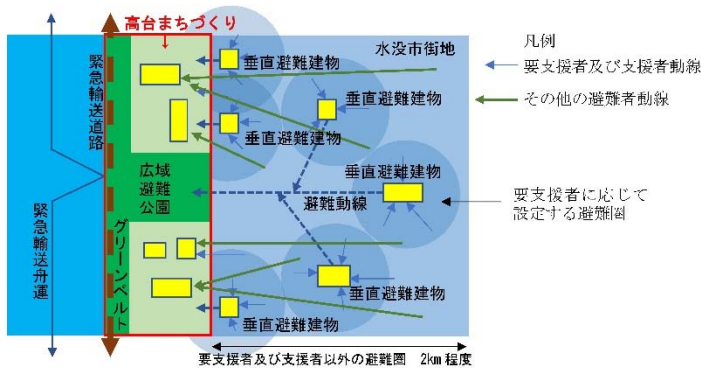 高台まちづくり
緊急輸送道路
緊急輸送舟運
グリーンベルト
広域
避難
公園
水没市街地
垂直避難建物
垂直避難建物
垂直避難建物
垂直避難建物
避難動線
垂直避難建物
垂直避難建物
要支援者及び支援者以外の避難圏 2km 程度
凡例
要支援者及び支援者動線
その他の避難者動線
要支援者に応じて
設定する避難圏